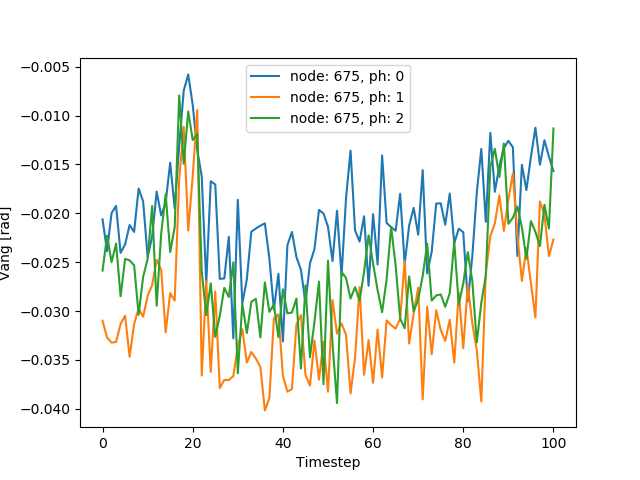 −0.005
−0.010
−0.015
−0.020
−0.025
−0.030
−0.035
−0.040
Vang [rad]
node: 675, ph: 0
node: 675, ph: 1
node: 675, ph: 2
0
20
40
60
80
100
Timestep